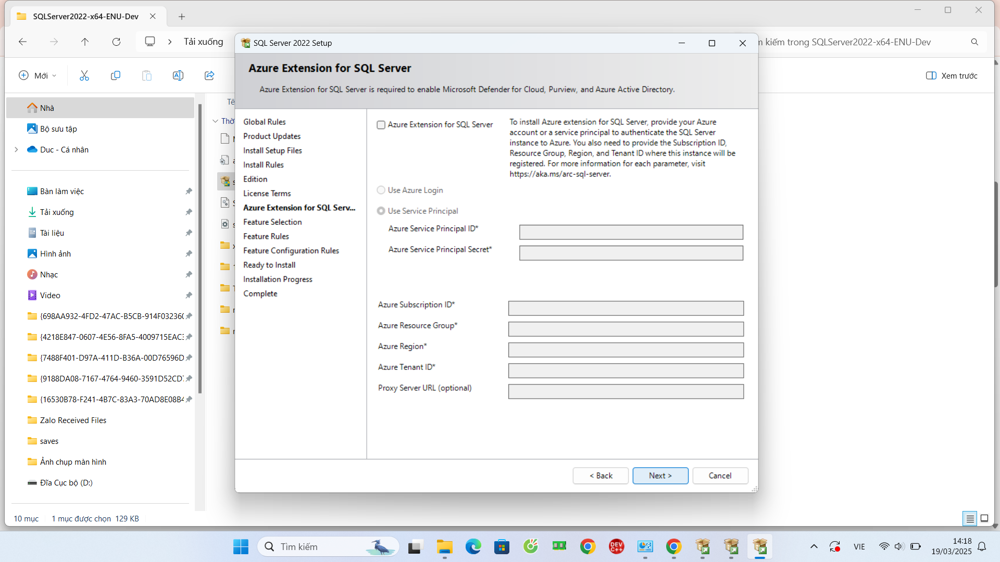 SQLServer2022-x64-ENU-Dev
Tải xuống
kiếm trong SQLServer2022-x64-ENU-Dev
Mới
Xem trước
SQL Server 2022 Setup
Azure Extension for SQL Server
Azure Extension for SQL Server is required to enable Microsoft Defender for Cloud, Purview, and Azure Active Directory.
Nhà
Bộ sưu tập
Duc - Cá nhân
Bàn làm việc
Tải xuống
Tài liệu
Hình ảnh
Nhạc
Video
{698AA932-4FD2-47AC-B5CB-914F03236
{4218E847-0607-4E56-8FA5-4009715EAC
{7488F401-D97A-411D-B36A-00D76596D
{9188DA08-7167-4764-9460-3591D52CD
{16530B78-F241-4B7C-83A3-70AD8E08B4
Zalo Received Files
saves
Ảnh chụp màn hình
Đĩa Cục bộ (D:)
10 mục
1 mục được chọn 129 KB
Global Rules
Product Updates
Install Setup Files
Install Rules
Edition
License Terms
Azure Extension for SQL Serv...
Feature Selection
Feature Rules
Feature Configuration Rules
Ready to Install
Installation Progress
Complete
Azure Extension for SQL Server
To install Azure extension for SQL Server, provide your Azure
account or a service principal to authenticate the SQL Server
instance to Azure. You also need to provide the Subscription ID,
Resource Group, Region, and Tenant ID where this instance will be
registered. For more information for each parameter, visit
https://aka.ms/arc-sql-server.
Use Azure Login
Use Service Principal
Azure Service Principal ID*
Azure Service Principal Secret*
Azure Subscription ID*
Azure Resource Group*
Azure Region*
Azure Tenant ID*
Proxy Server URL (optional)
< Back
Next >
Cancel
Tìm kiếm
DEV
C++
VIE
14:18
19/03/2025